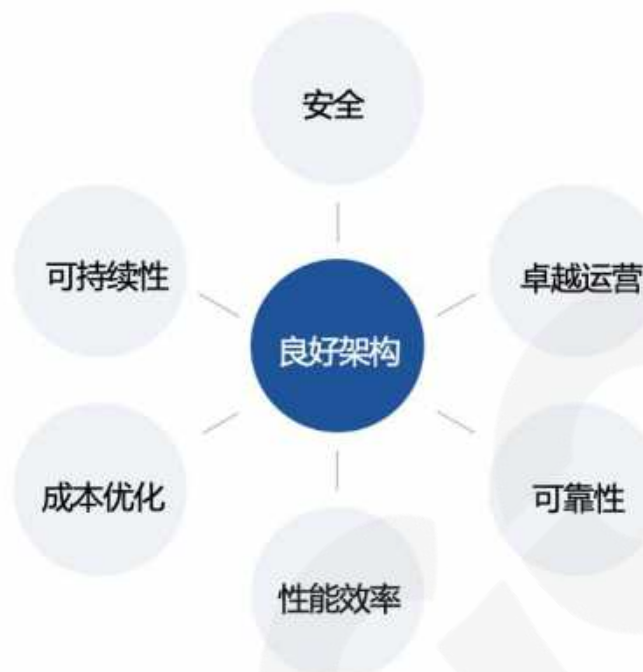 安全
可持续性
卓越运营
良好架构
成本优化
可靠性
性能效率